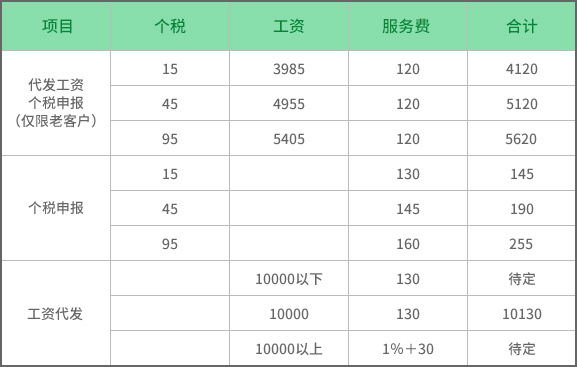 项目 个税 工资 服务费 合计
代发工资
个税申报
（仅限老客户）
15 3985 120 4120
45 4955 120 5120
95 5405 120 5620
个税申报
15 130 145
45 145 190
95 160 255
工资代发
10000以下 130 待定
10000 130 10130
10000以上 1%＋30 待定